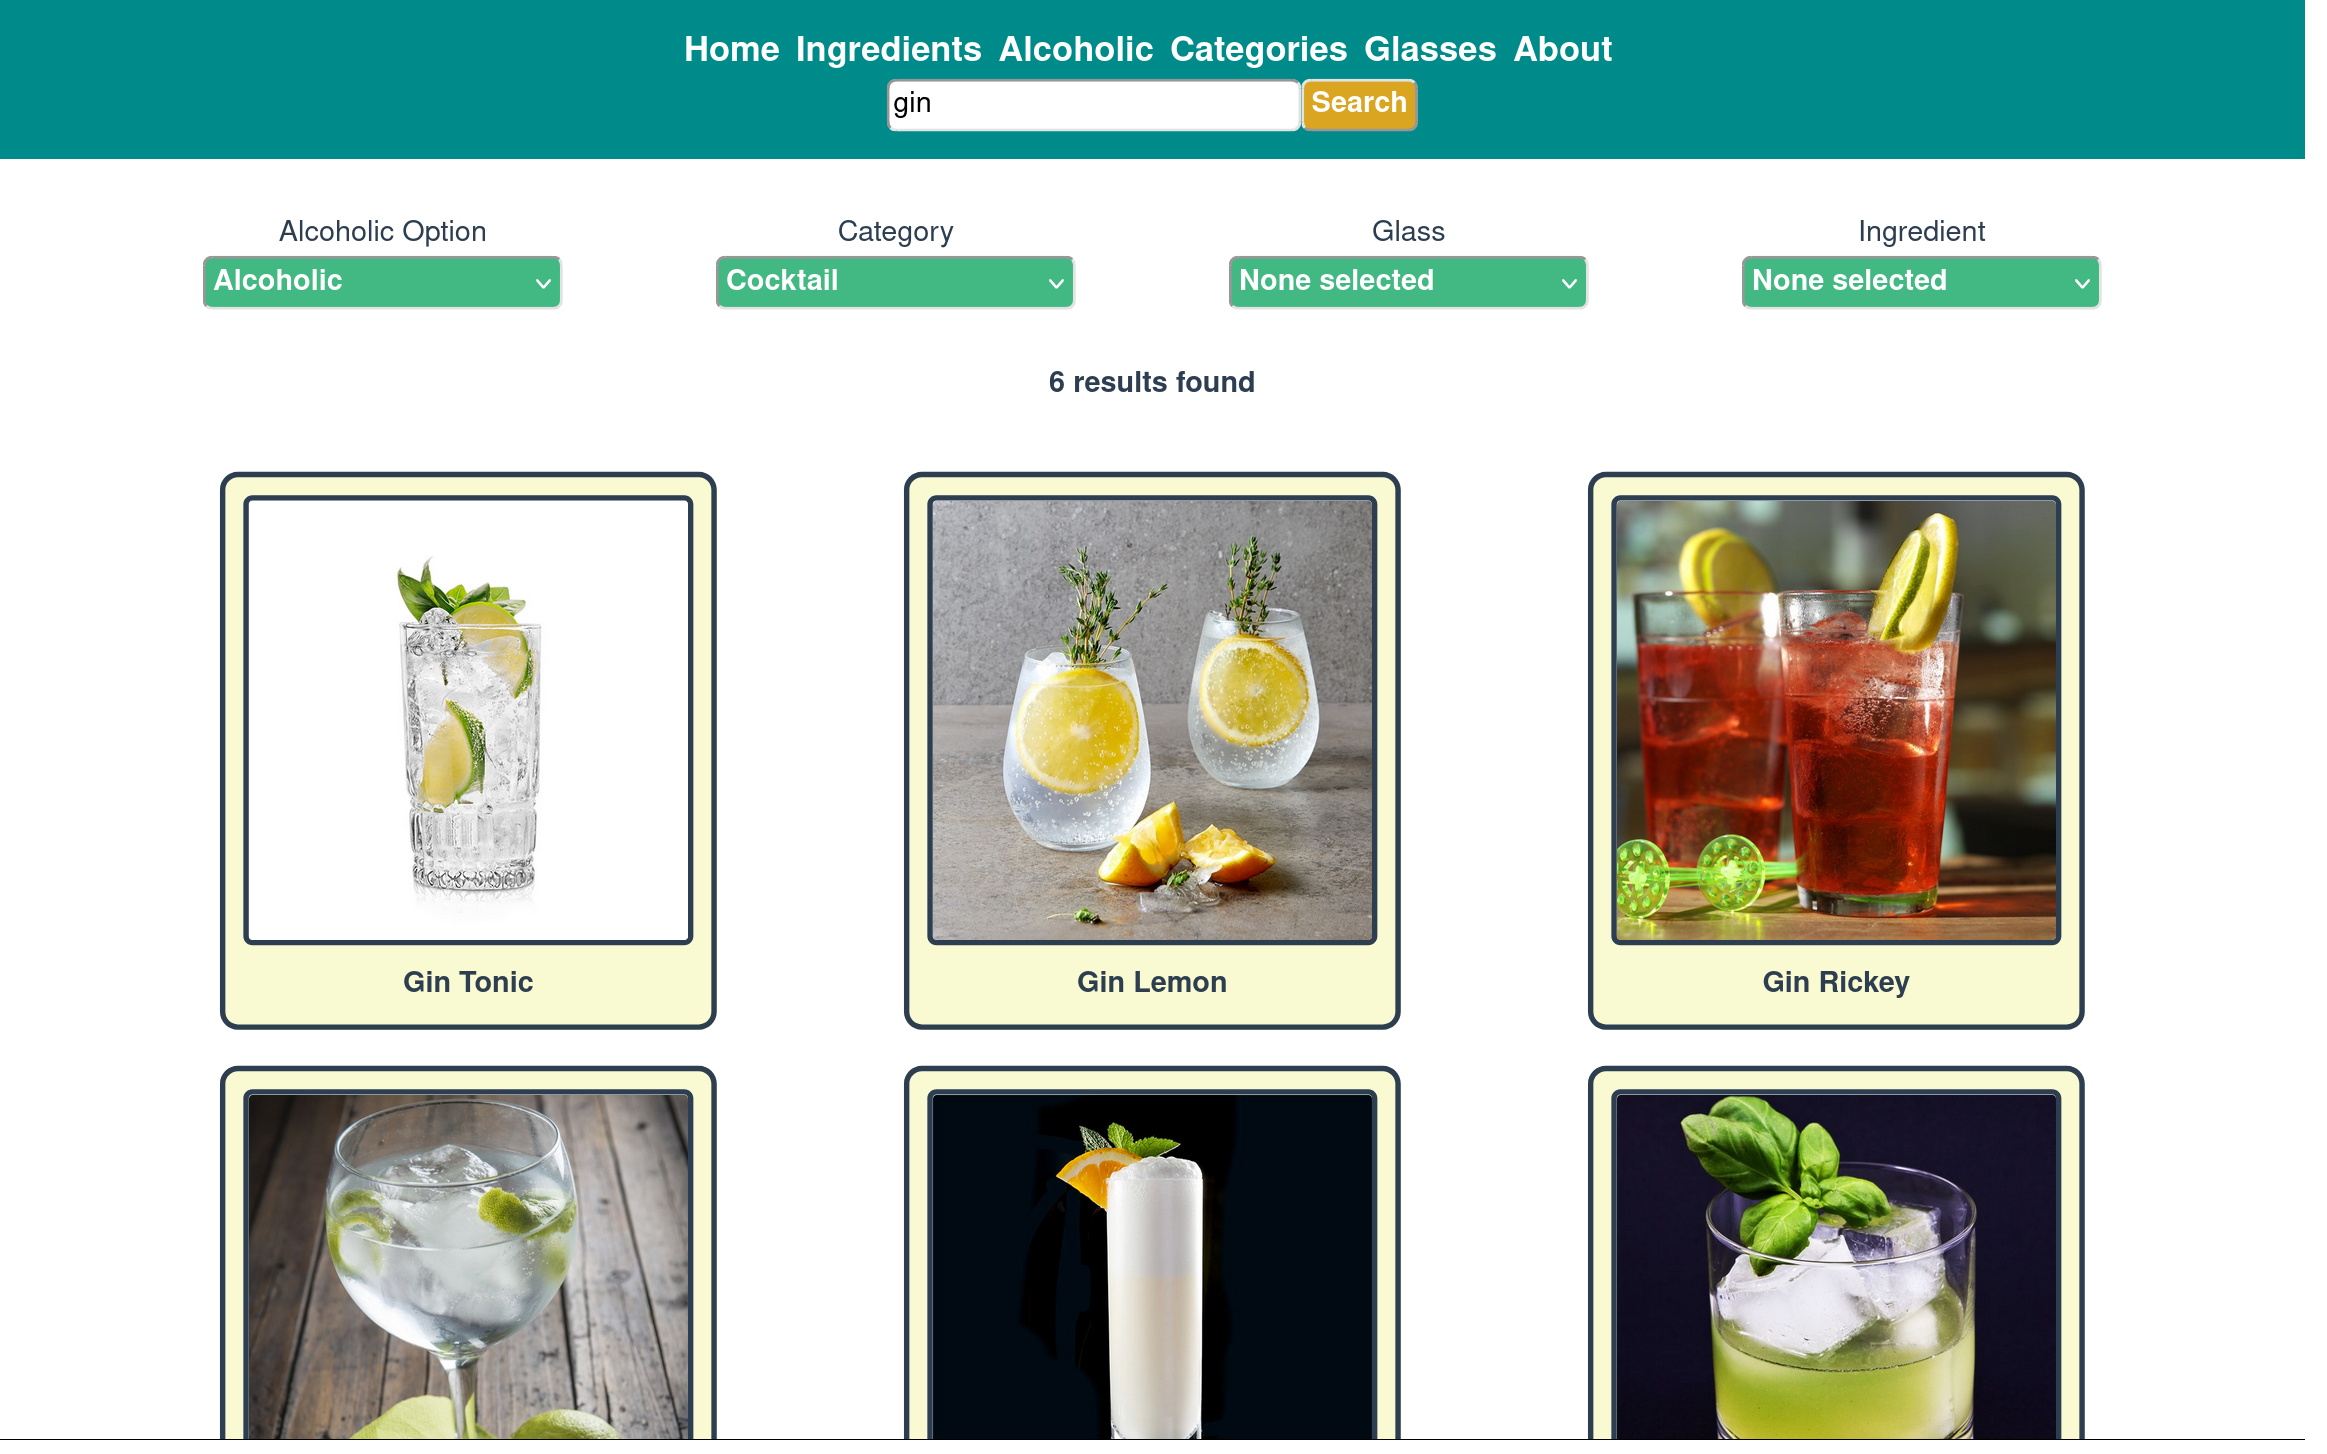 Home Ingredients Alcoholic Categories Glasses About
gin Search
Alcoholic Option Category Glass Ingredient
Alcoholic Cocktail None selected None selected
6 results found
Gin Tonic Gin Lemon Gin Rickey